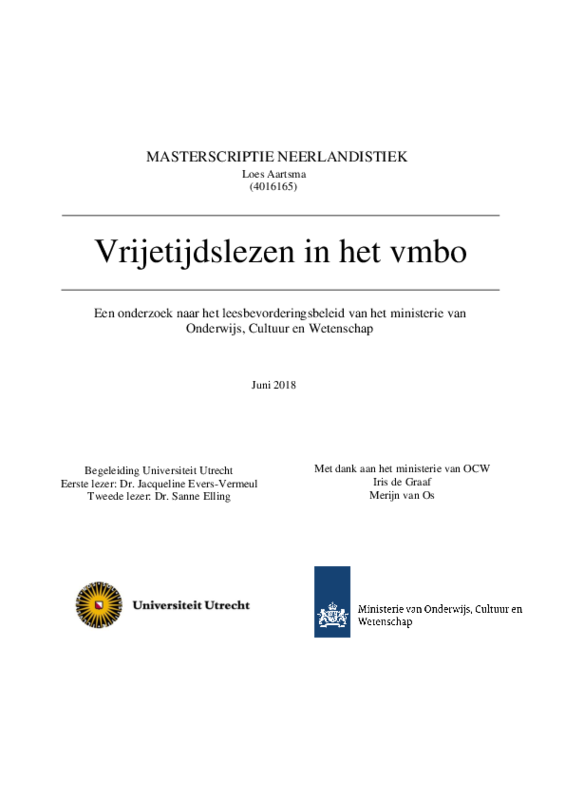 MASTERSCRIPTIE NEERLANDISTIEK
Loes Aartsma
(4016165)
Vrijetijdslezen in het vmbo
Een onderzoek naar het leesbevorderingsbeleid van het ministerie van
Onderwijs, Cultuur en Wetenschap
Juni 2018
Begeleiding Universiteit Utrecht
Eerste lezer: Dr. Jacqueline Evers-Vermeul
Tweede lezer: Dr. Sanne Elling
Met dank aan het ministerie van OCW
Iris de Graaf
Merijn van Os
Universiteit Utrecht
Ministerie van Onderwijs, Cultuur en
Wetenschap